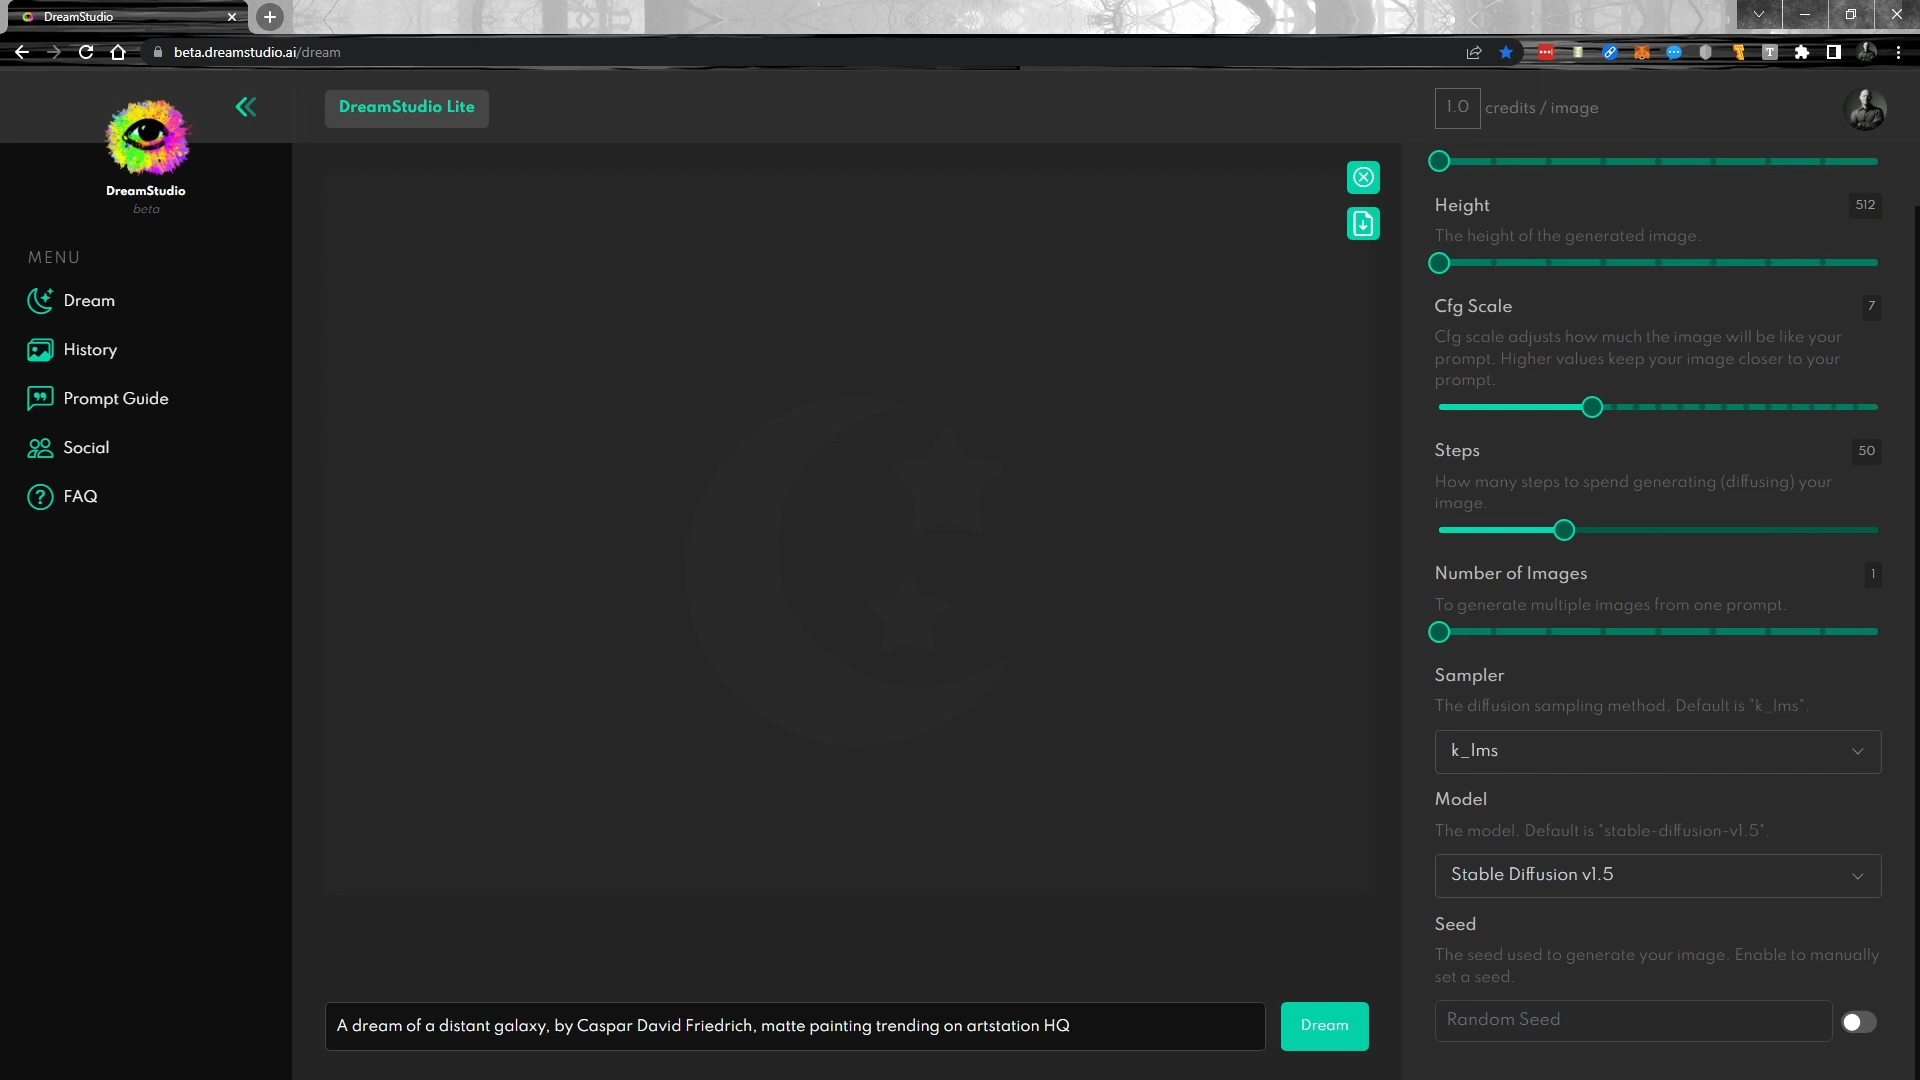 DreamStudio
beta.dreamstudio.ai/dream
DreamStudio
beta
MENU
Dream
History
Prompt Guide
Social
FAQ
DreamStudio Lite
A dream of a distant galaxy, by Caspar David Friedrich, matte painting trending on artstation HQ
Dream
1.0 credits / image
Height 512
The height of the generated image.
Cfg Scale 7
Cfg scale adjusts how much the image will be like your
prompt. Higher values keep your image closer to your
prompt.
Steps 50
How many steps to spend generating (diffusing) your
image.
Number of Images 1
To generate multiple images from one prompt.
Sampler
The diffusion sampling method. Default is "k_lms".
k_lms
Model
The model. Default is "stable-diffusion-v1.5".
Stable Diffusion v1.5
Seed
The seed used to generate your image. Enable to manually
set a seed.
Random Seed